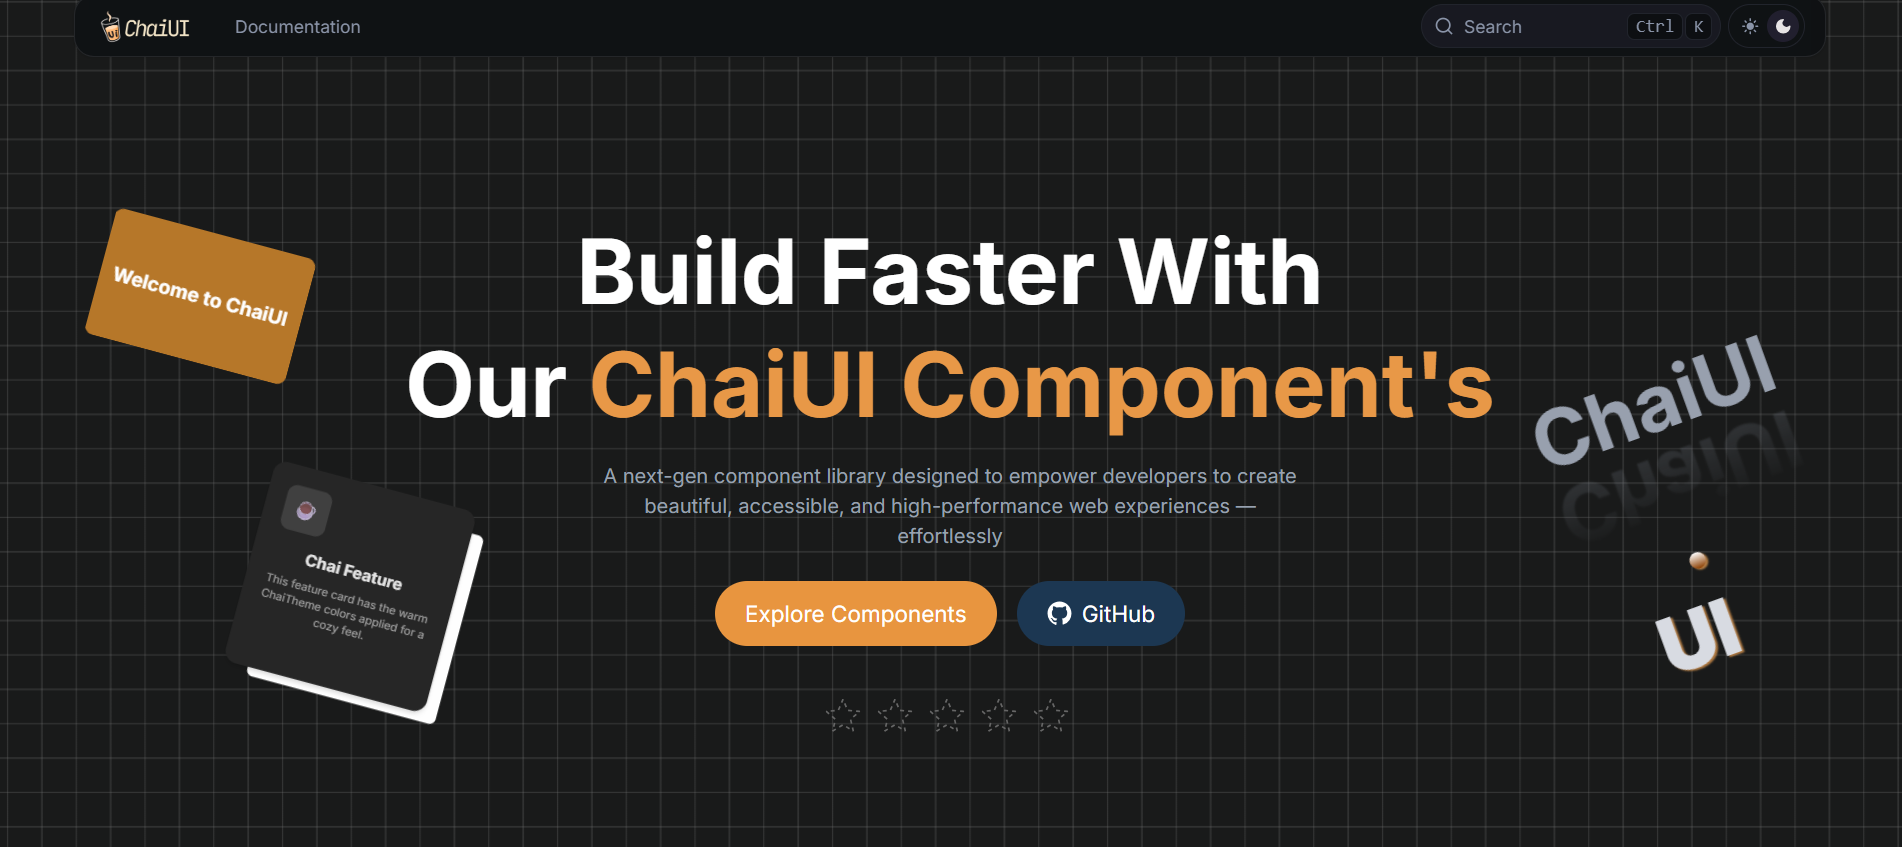 ChaiUI
Documentation
Search
Ctrl K
Build Faster With
Our ChaiUI Component's
A next-gen component library designed to empower developers to create
beautiful, accessible, and high-performance web experiences —
effortlessly
Explore Components
GitHub
Welcome to ChaiUI
Chai Feature
This feature card has the warm
ChaiTheme colors applied for a
cozy feel.
ChaiUI
UI